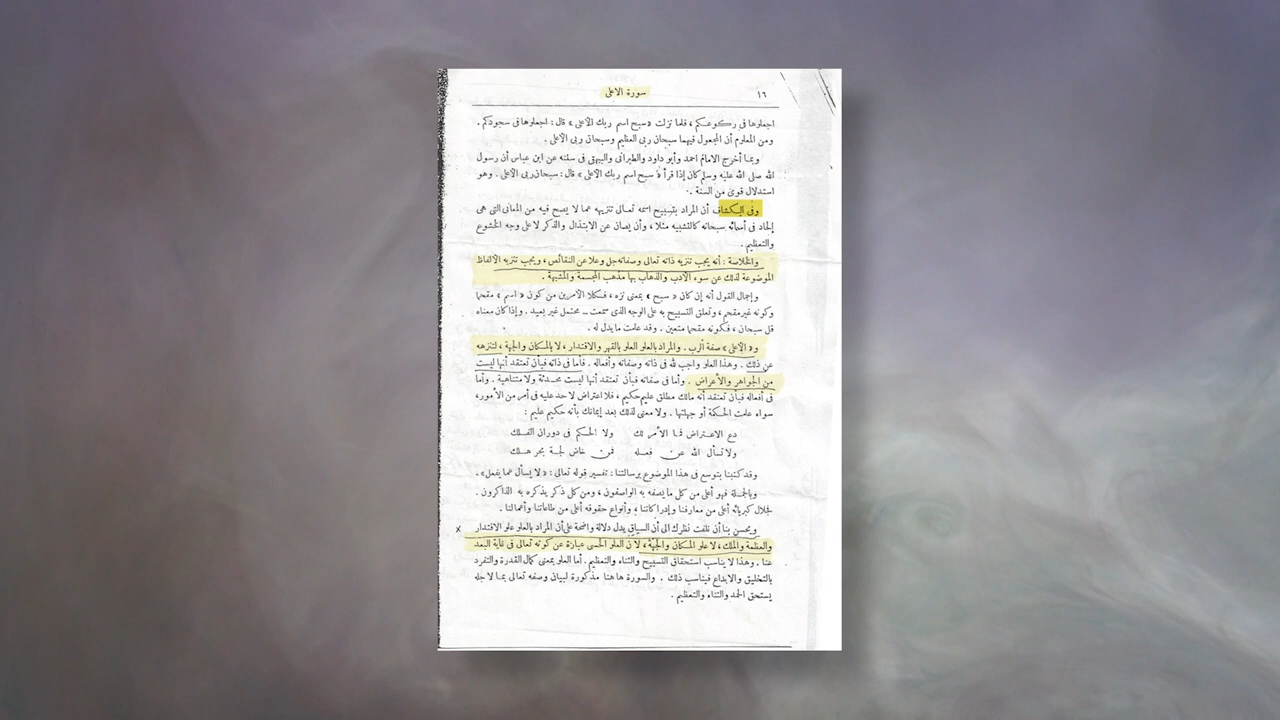 سورة الأعلى
١٦
اجعلوها فى ركوعكم ، فلما نزلت «سبح اسم ربك الأعلى» قال : اجعلوها فى سجودكم .
ومن المعلوم أن المجعول فيهما سبحان ربى العظيم وسبحان ربى الأعلى .
وبما أخرج الامام احمد وأبو داود والطبرانى والبيهقى فى سننه عن ابن عباس أن رسول
الله صلى الله عليه وسلم كان إذا قرأ «سبح اسم ربك الأعلى» قال : سبحان ربى الأعلى . وهو
استدلال قوى من السنة .
وفى الكشاف أن المراد بتسبيح اسمه تعالى تنزيهه عما لا يصح فيه من المعانى التى هى
إلحاد فى أسمائه سبحانه كالتشبيه مثلا ، وأن يصان عن الابتذال والذكر لا على وجه الخشوع
والتعظيم .
والخلاصة : أنه يجب تنزيه ذاته تعالى وصفاته جل وعلا عن النقائص ، ويجب تنزيه الألفاظ
الموضوعة لذلك عن سوء الأدب والذهاب بها مذهب المجسمة والمشبهة .
وإجمال القول أنه إن كان «سبح» بمعنى نزه ، فكلا الأمرين من كون «اسم» مقحما
وكونه غير مقحم ، وتعلق التسبيح به على الوجه الذى سمعت ــ محتمل غير بعيد . وإذا كان معناه
قل سبحان ، فكونه مقحما متعين . وقد علمت ما يدل له .
و «الأعلى» صفة الرب . والمراد بالعلو العلو بالقهر والاقتدار ، لا بالمكان والجهة ، لتنزهه
عن ذلك . وهذا العلو واجب لله فى ذاته وصفاته وأفعاله . فأما فى ذاته فبأن تعتقد أنها ليست
من الجواهر والأعراض . وأما فى صفاته فبأن تعتقد أنها ليست محدثة ولا متناهية . وأما
فى أفعاله فبأن تعتقد أنه مالك مطلق عليم حكيم ، فلا اعتراض لاحد عليه فى أمر من الأمور ،
سواء علمت الحكمة أو جهلتها . ولا معنى لذلك بعد إيمانك بأنه حكيم عليم :
دع الاعتراض فما الأمر لك ولا الحكم فى دوران الفلك
ولا تسأل الله عن فعله فمن خاض لجة بحر هلك
وقد كتبنا بتوسع فى هذا الموضوع برسالتنا : تفسير قوله تعالى : «لا يسأل عما يفعل» .
وبالجملة فهو أعلى من كل ما يصفه به الواصفون ، ومن كل ذكر يذكره به الذاكرون .
فجلال كبريائه أعلى من معارفنا وإدراكاتنا ، وأنواع حقوقه أعلى من طاعاتنا وأعمالنا .
ويحسن بنا أن نلفت نظرك الى أن السياق يدل دلالة واضحة على أن المراد بالعلو علو الاقتدار
والعظمة والملك ، لا علو المكان والجهة ، لأن العلو الحسى عبارة عن كونه تعالى فى غاية البعد
عنا . وهذا لا يناسب استحقاق التسبيح والثناء والتعظيم . أما العلو بمعنى كمال القدرة والتفرد
بالتخليق والابداع فيناسب ذلك . والسورة ها هنا مذكورة لبيان وصفه تعالى بما لأجله
يستحق الحمد والثناء والتعظيم .